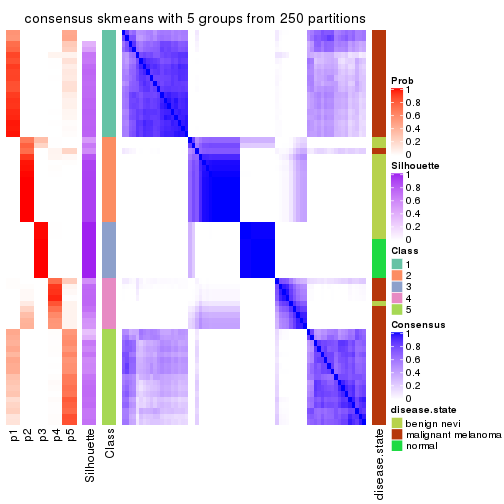 consensus skmeans with 5 groups from 250 partitions
Prob
1
0.8
0.6
0.4
0.2
0
Silhouette
1
0.8
0.6
0.4
0.2
0
Class
1
2
3
4
5
Consensus
1
0.8
0.6
0.4
0.2
0
disease.state
benign nevi
malignant melanoma
normal
p1
p2
p3
p4
p5
Silhouette
Class
disease.state